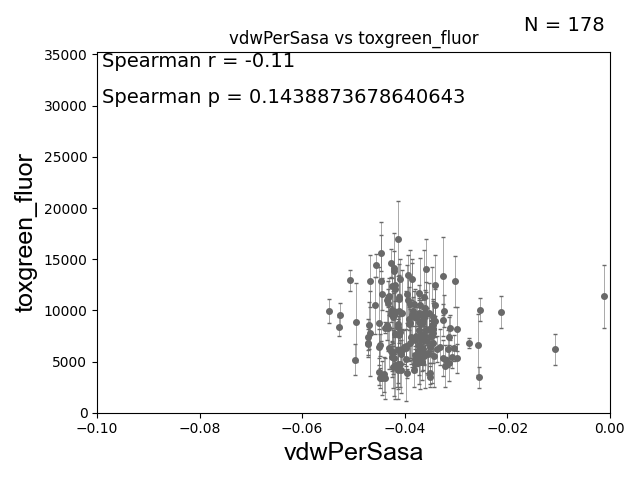 N = 178
vdwPerSasa vs toxgreen_fluor
Spearman r = -0.11
Spearman p = 0.1438873678640643
toxgreen_fluor
35000
30000
25000
20000
15000
10000
5000
0
−0.10 −0.08 −0.06 −0.04 −0.02 0.00
vdwPerSasa